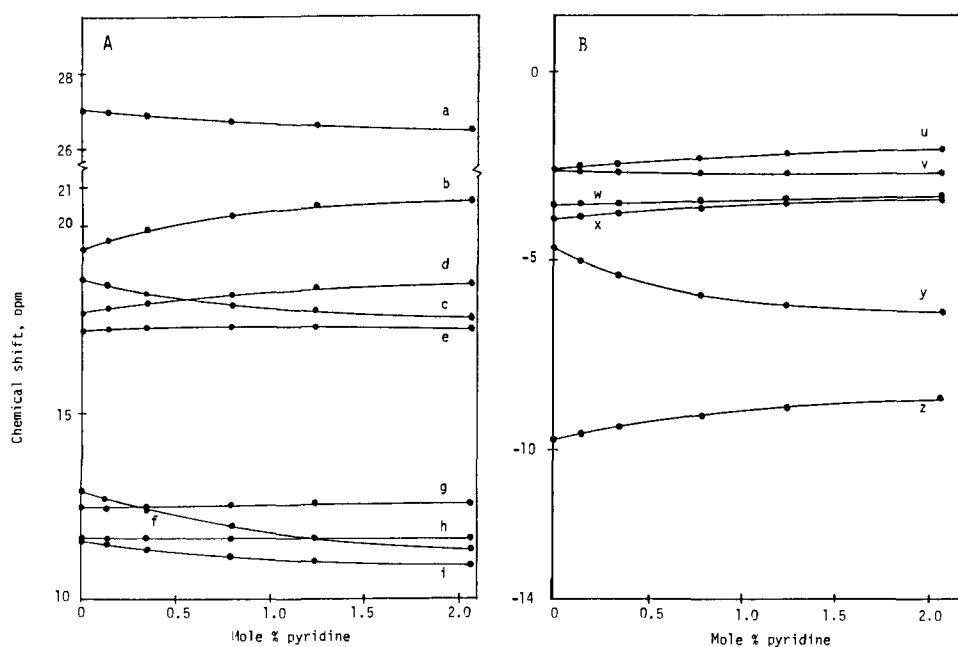 A
B
28
26
21
20
15
10
Chemical shift, ppm
a
b
d
c
e
g
f
h
i
0
0.5
1.0
1.5
2.0
Mole % pyridine
0
-5
-10
-14
u
v
w
x
y
z
0
0.5
1.0
1.5
2.0
Mole % pyridine